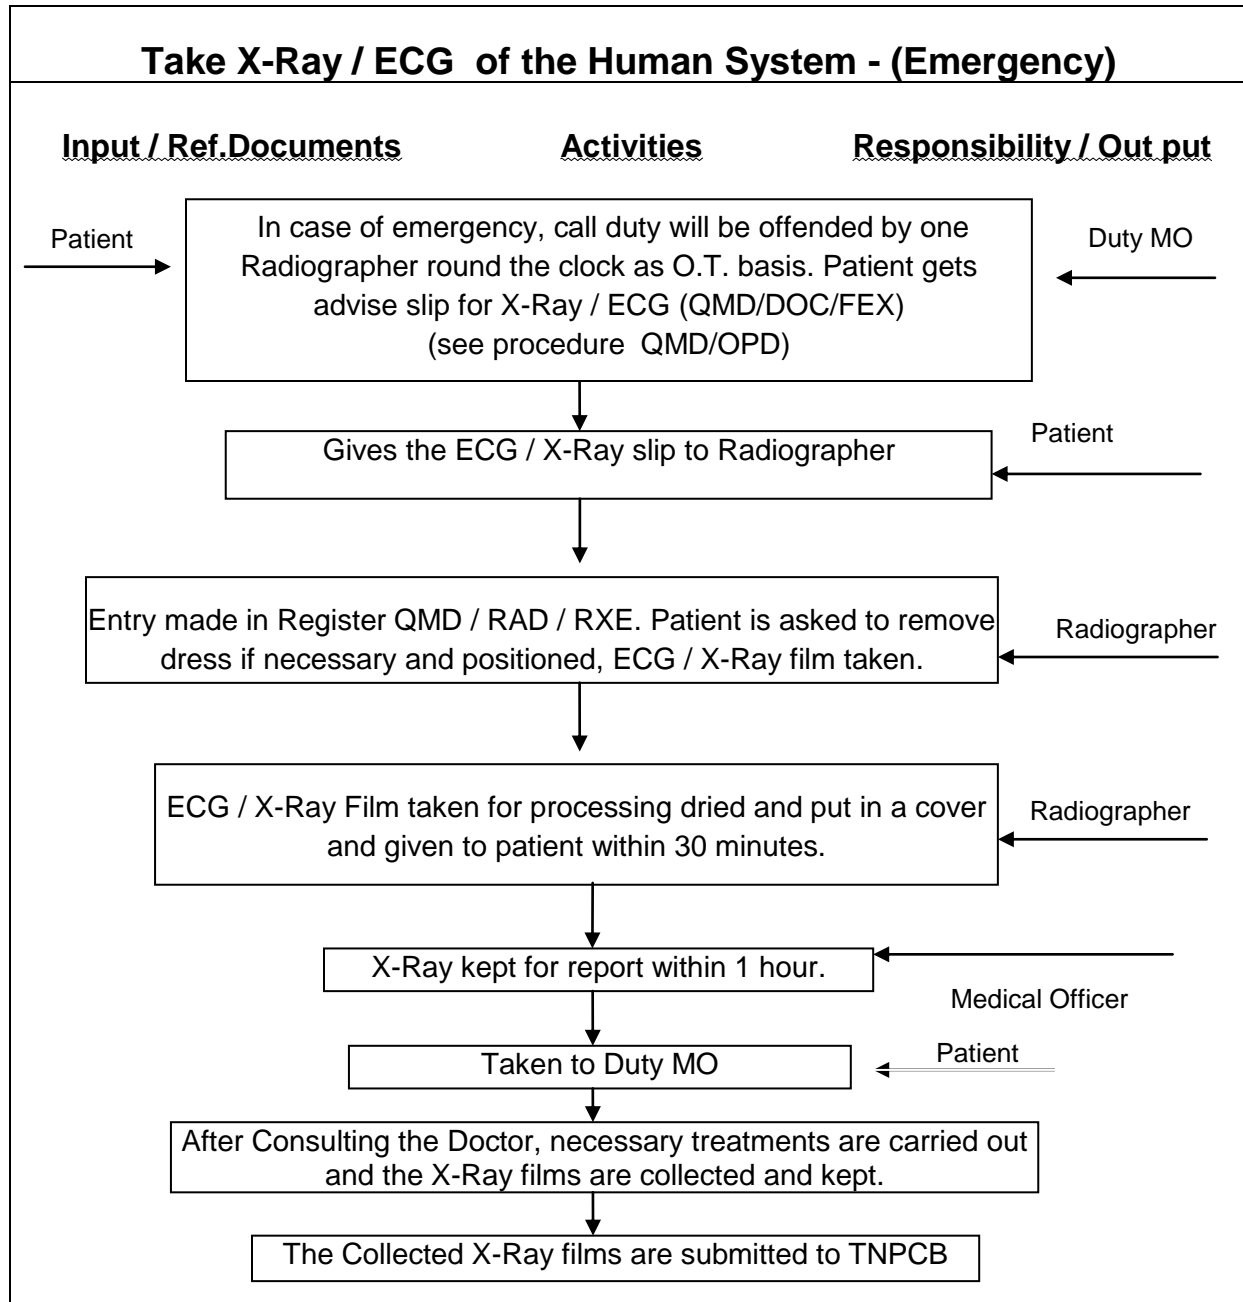 Take X-Ray / ECG of the Human System - (Emergency)
Input / Ref.Documents Activities Responsibility / Out put
Patient
In case of emergency, call duty will be offended by one
Radiographer round the clock as O.T. basis. Patient gets
advise slip for X-Ray / ECG (QMD/DOC/FEX)
(see procedure QMD/OPD)
Duty MO
Gives the ECG / X-Ray slip to Radiographer
Patient
Entry made in Register QMD / RAD / RXE. Patient is asked to remove
dress if necessary and positioned, ECG / X-Ray film taken.
Radiographer
ECG / X-Ray Film taken for processing dried and put in a cover
and given to patient within 30 minutes.
Radiographer
X-Ray kept for report within 1 hour.
Medical Officer
Taken to Duty MO
Patient
After Consulting the Doctor, necessary treatments are carried out
and the X-Ray films are collected and kept.
The Collected X-Ray films are submitted to TNPCB